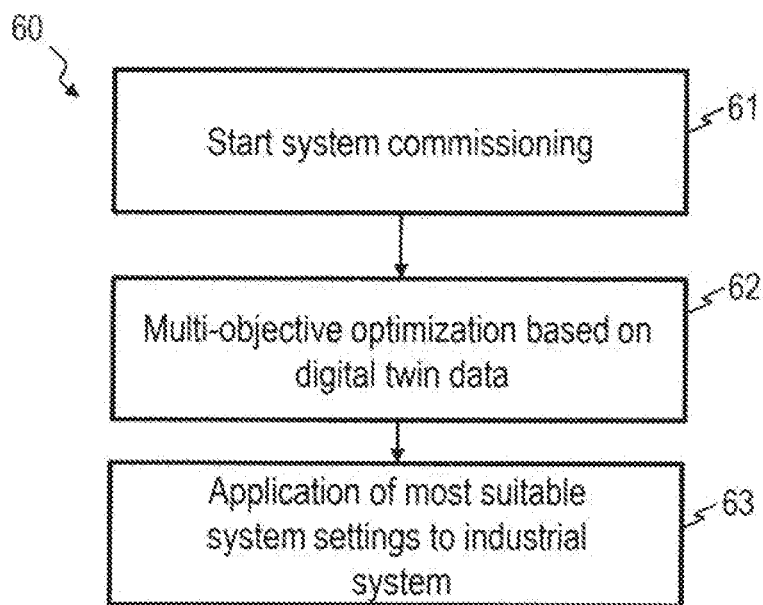 60
Start system commissioning
61
Multi-objective optimization based on
digital twin data
62
Application of most suitable
system settings to industrial
system
63